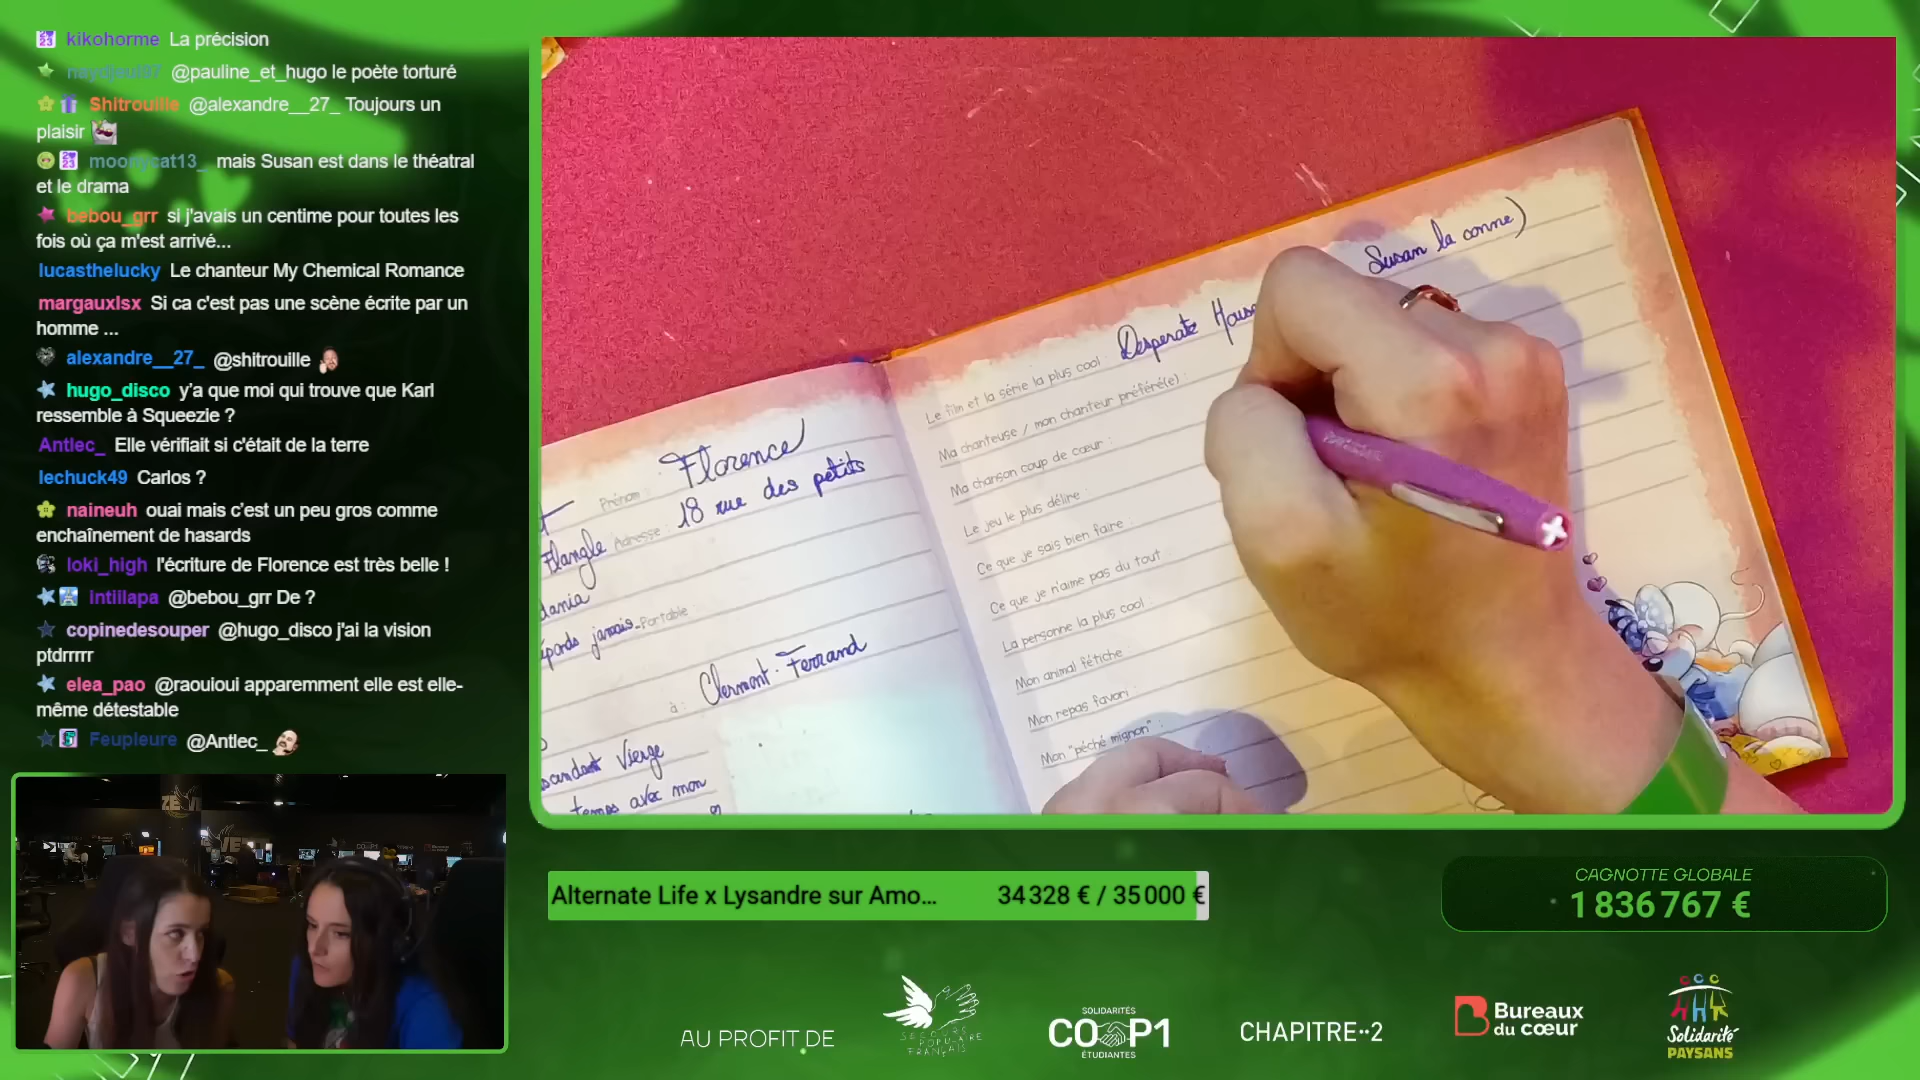 kikohorme La précision
@pauline_et_hugo le poète torturé
Shitrouille @alexandre__27_ Toujours un
plaisir
moonycat13_ mais Susan est dans le théatral
et le drama
bebou_grr si j'avais un centime pour toutes les
fois où ça m'est arrivé...
lucasthelucky Le chanteur My Chemical Romance
margauxlsx Si ca c'est pas une scène écrite par un
homme ...
alexandre__27_ @shitrouille
hugo_disco y'a que moi qui trouve que Karl
ressemble à Squeezie ?
Antlec_ Elle vérifiait si c'était de la terre
lechuck49 Carlos ?
naineuh ouai mais c'est un peu gros comme
enchaînement de hasards
loki_high l'écriture de Florence est très belle !
intiilapa @bebou_grr De ?
copinedesouper @hugo_disco j'ai la vision
ptdrrrrr
elea_pao @raouioui apparemment elle est elle-
même détestable
Feupleure @Antlec_
Prénom : Florence
Adresse : 18 rue des petits
Portable :
jamais
à : Clermont-Ferrand
Vierge
temps avec mon
Susan la conne)
Le film et la série la plus cool : Desperate Hous
Ma chanteuse / mon chanteur préféré(e) :
Ma chanson coup de cœur :
Le jeu le plus délire :
Ce que je sais bien faire :
Ce que je n'aime pas du tout :
La personne la plus cool :
Mon animal fétiche :
Mon repas favori :
Mon "péché mignon" :
Alternate Life x Lysandre sur Amo... 34 328 € / 35 000 €
CAGNOTTE GLOBALE
1 836 767 €
AU PROFIT DE
SECOURS
POPULAIRE
FRANÇAIS
SOLIDARITÉS
CO P1
ÉTUDIANTES
CHAPITRE··2
Bureaux
du cœur
Solidarité
PAYSANS